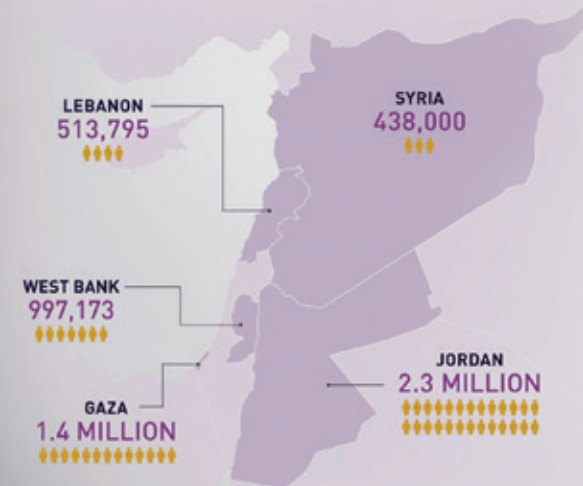 LEBANON
513,795
SYRIA
438,000
WEST BANK
997,173
JORDAN
2.3 MILLION
GAZA
1.4 MILLION